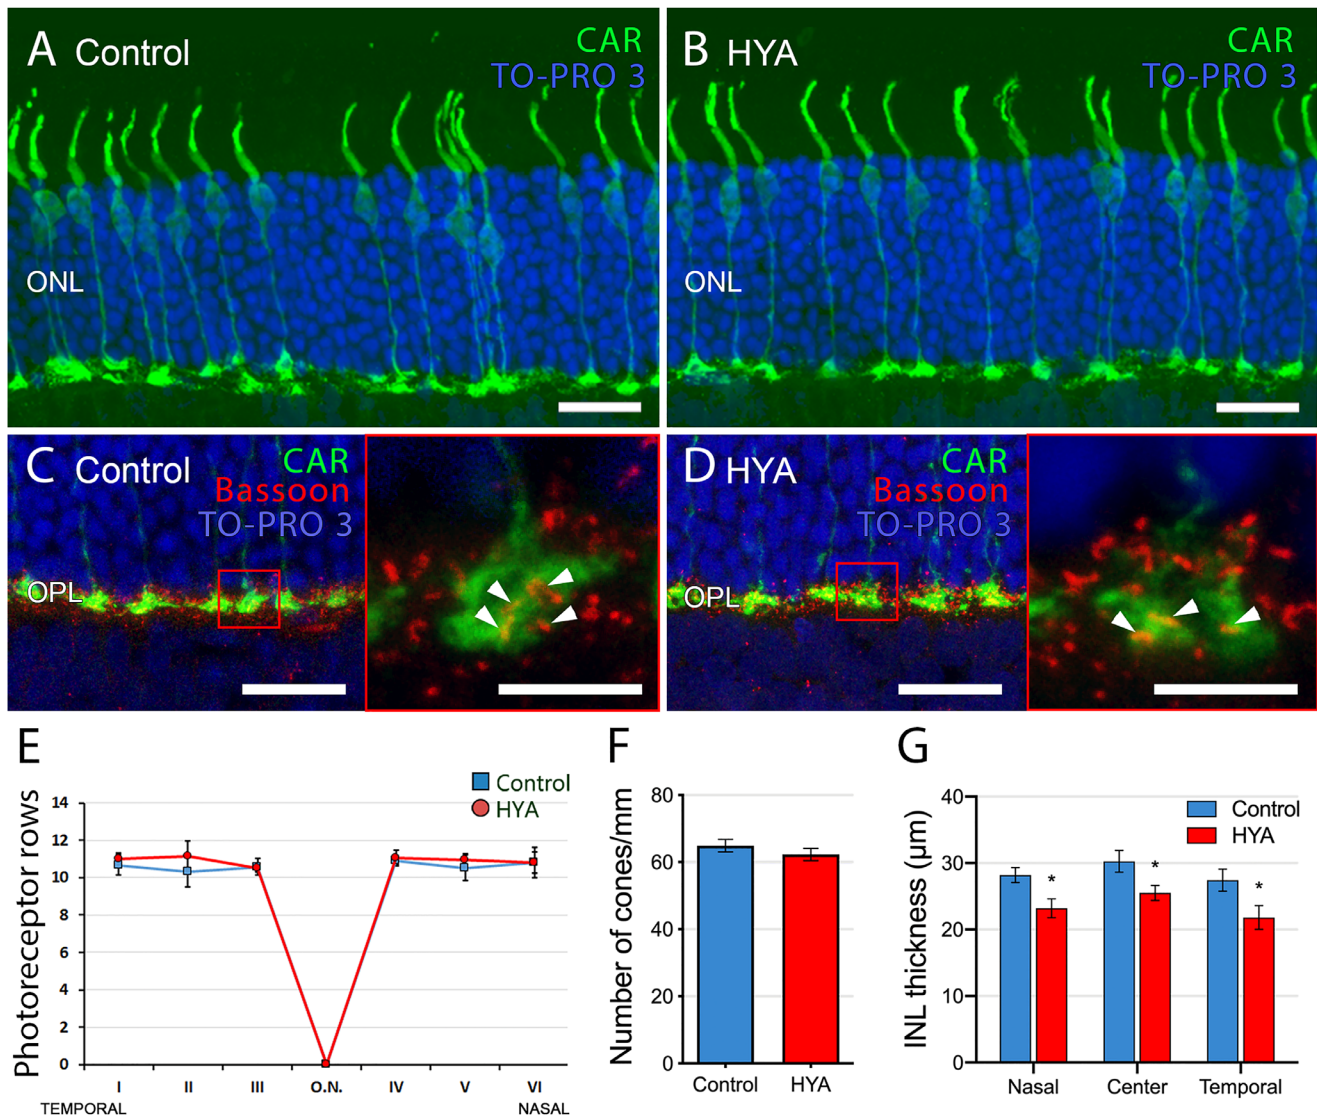 A Control
CAR
TO-PRO 3
ONL
B HYA
CAR
TO-PRO 3
ONL
C Control
CAR
Bassoon
TO-PRO 3
OPL
D HYA
CAR
Bassoon
TO-PRO 3
OPL
E
Photoreceptor rows
Control
HYA
14
12
10
8
6
4
2
0
I II III O.N. IV V VI
TEMPORAL NASAL
F
Number of cones/mm
80
60
40
20
0
Control HYA
G
INL thickness (µm)
Control
HYA
40
30
20
10
0
* * *
Nasal Center Temporal